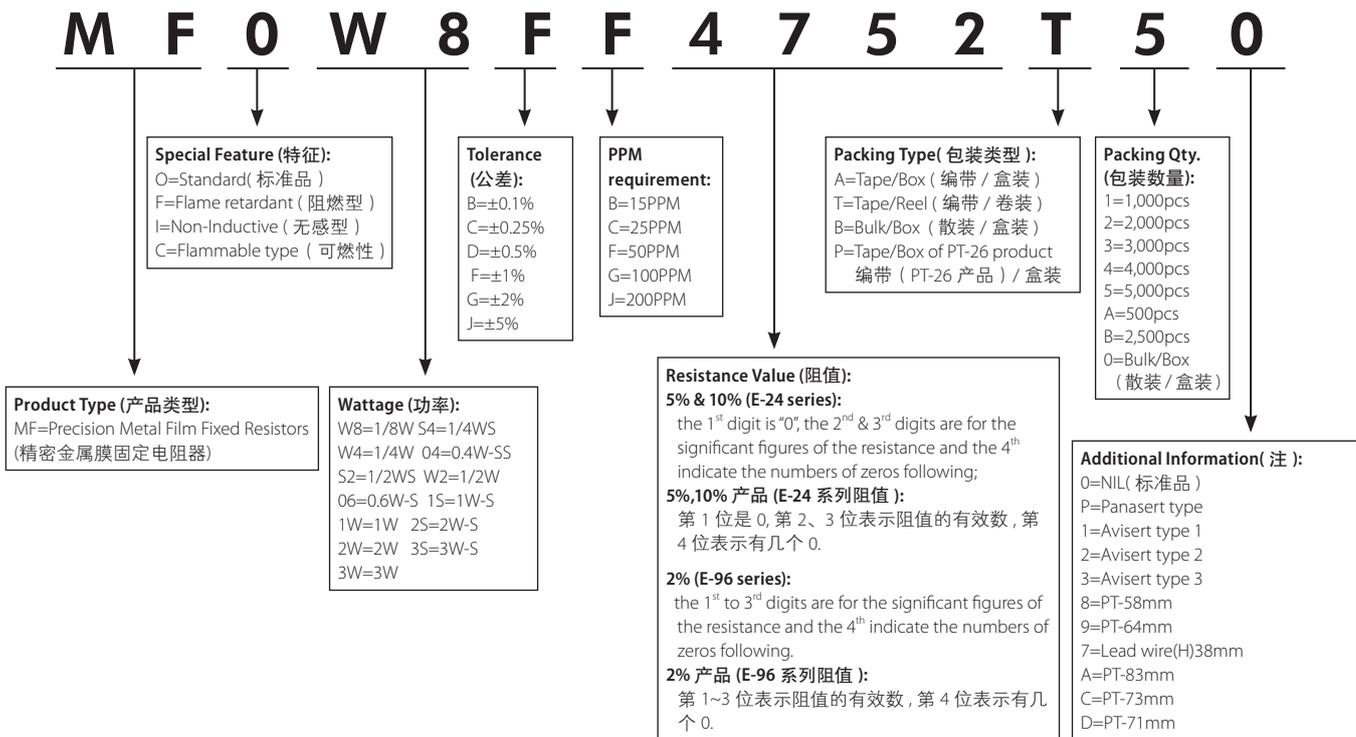 M F 0 W 8 F F 4 7 5 2 T 5 0
Special Feature (特征):
O=Standard( 标准品 )
F=Flame retardant ( 阻燃型 )
I=Non-Inductive ( 无感型 )
C=Flammable type ( 可燃性 )
Tolerance
(公差):
B=±0.1%
C=±0.25%
D=±0.5%
F=±1%
G=±2%
J=±5%
PPM
requirement:
B=15PPM
C=25PPM
F=50PPM
G=100PPM
J=200PPM
Packing Type( 包装类型 ):
A=Tape/Box ( 编带 / 盒装 )
T=Tape/Reel ( 编带 / 卷装 )
B=Bulk/Box ( 散装 / 盒装 )
P=Tape/Box of PT-26 product
编带 ( PT-26 产品 ) / 盒装
Packing Qty.
(包装数量):
1=1,000pcs
2=2,000pcs
3=3,000pcs
4=4,000pcs
5=5,000pcs
A=500pcs
B=2,500pcs
0=Bulk/Box
( 散装 / 盒装 )
Product Type (产品类型):
MF=Precision Metal Film Fixed Resistors
(精密金属膜固定电阻器)
Wattage (功率):
W8=1/8W S4=1/4WS
W4=1/4W 04=0.4W-SS
S2=1/2WS W2=1/2W
06=0.6W-S 1S=1W-S
1W=1W 2S=2W-S
2W=2W 3S=3W-S
3W=3W
Resistance Value (阻值):
5% & 10% (E-24 series):
the 1st digit is "0", the 2nd & 3rd digits are for the
significant figures of the resistance and the 4th
indicate the numbers of zeros following;
5%,10% 产品 (E-24 系列阻值 ):
第 1 位是 0, 第 2、 3 位表示阻值的有效数 , 第
4 位表示有几个 0.
2% (E-96 series):
the 1st to 3rd digits are for the significant figures of
the resistance and the 4th indicate the numbers of
zeros following.
2% 产品 (E-96 系列阻值 ):
第 1~3 位表示阻值的有效数 , 第 4 位表示有几
个 0.
Additional Information( 注 ):
0=NIL( 标准品 )
P=Panasert type
1=Avisert type 1
2=Avisert type 2
3=Avisert type 3
8=PT-58mm
9=PT-64mm
7=Lead wire(H)38mm
A=PT-83mm
C=PT-73mm
D=PT-71mm